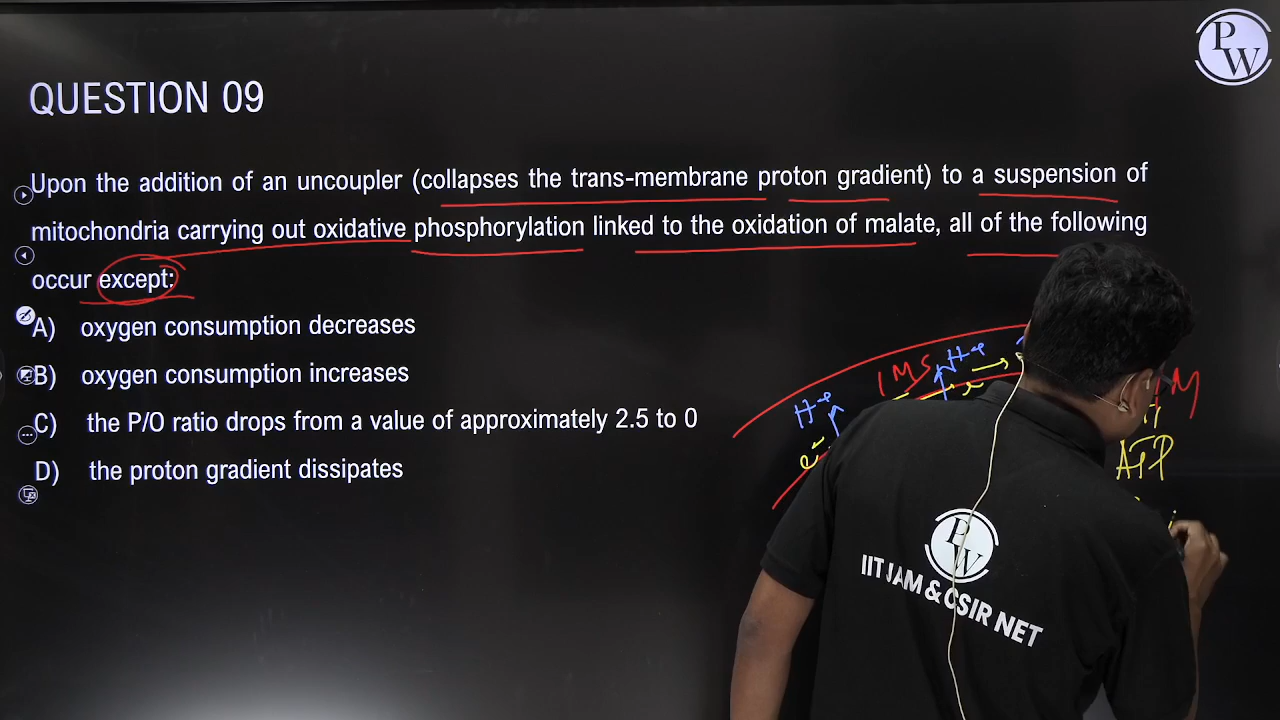 P
W
QUESTION 09
Upon the addition of an uncoupler (collapses the trans-membrane proton gradient) to a suspension of
mitochondria carrying out oxidative phosphorylation linked to the oxidation of malate, all of the following
occur except:
A) oxygen consumption decreases
B) oxygen consumption increases
C) the P/O ratio drops from a value of approximately 2.5 to 0
D) the proton gradient dissipates
IMS
H+
H+
e-
e-
M
ATP
P
W
IIT JAM & CSIR NET